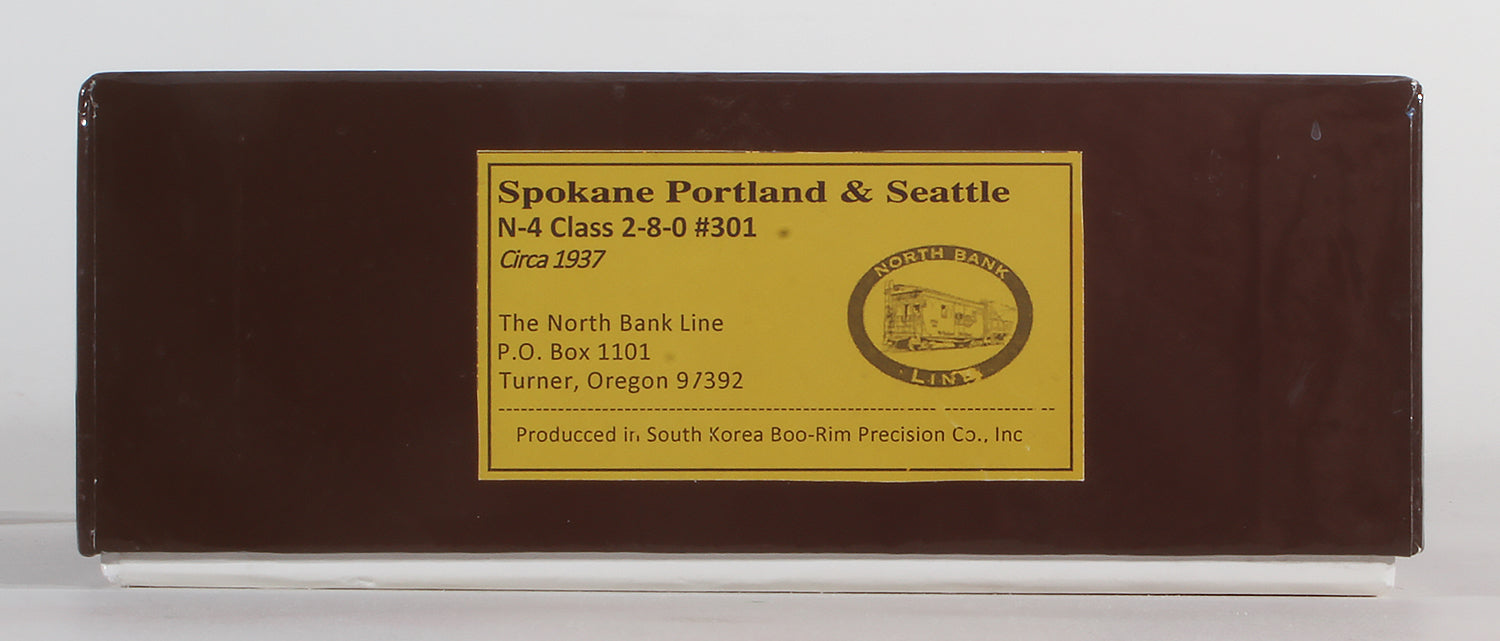 Spokane Portland & Seattle
N-4 Class 2-8-0 #301
Circa 1937
NORTH BANK
LINE
The North Bank Line
P.O. Box 1101
Turner, Oregon 97392
Producced in South Korea Boo-Rim Precision Co., Inc